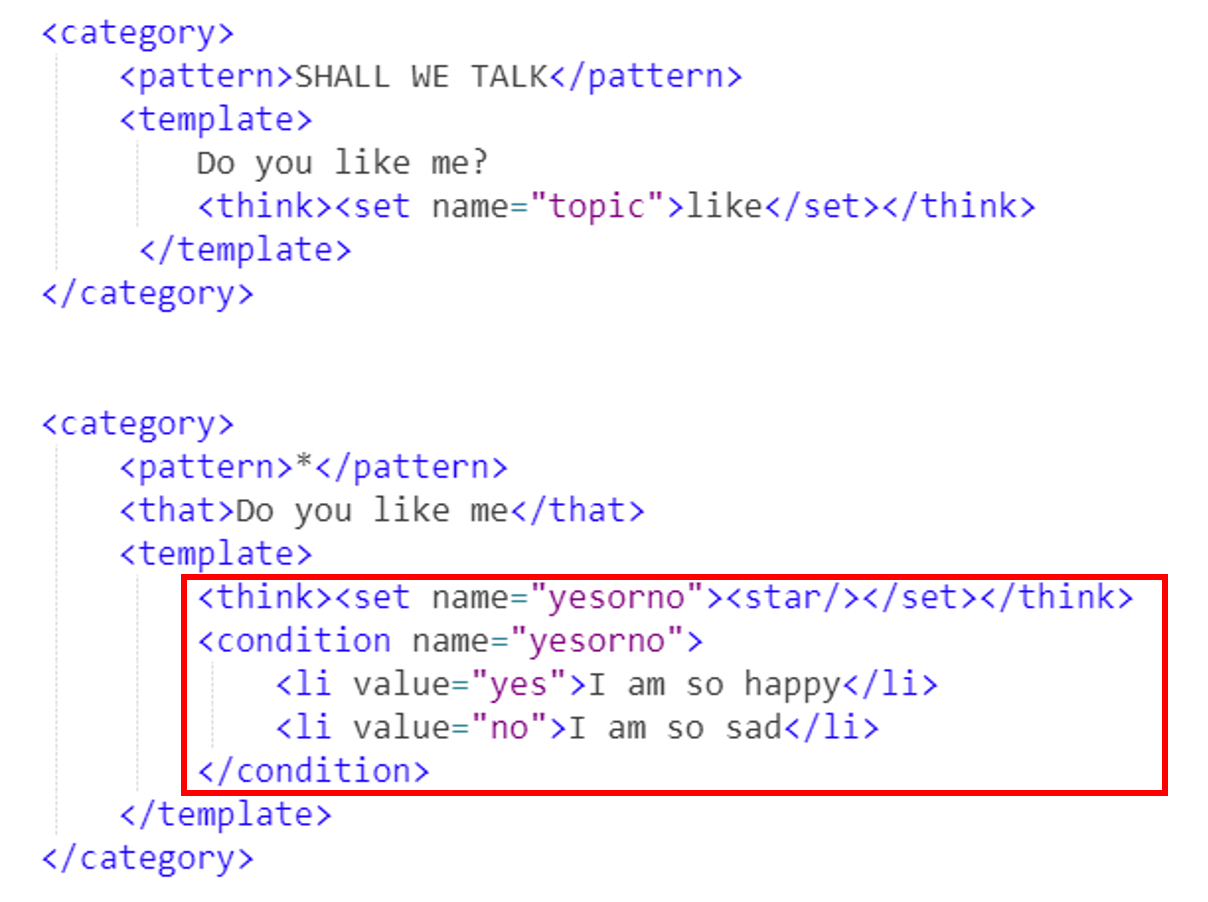 <category>
<pattern>SHALL WE TALK</pattern>
<template>
Do you like me?
<think><set name="topic">like</set></think>
</template>
</category>
<category>
<pattern>*</pattern>
<that>Do you like me</that>
<template>
<think><set name="yesorno"><star/></set></think>
<condition name="yesorno">
<li value="yes">I am so happy</li>
<li value="no">I am so sad</li>
</condition>
</template>
</category>